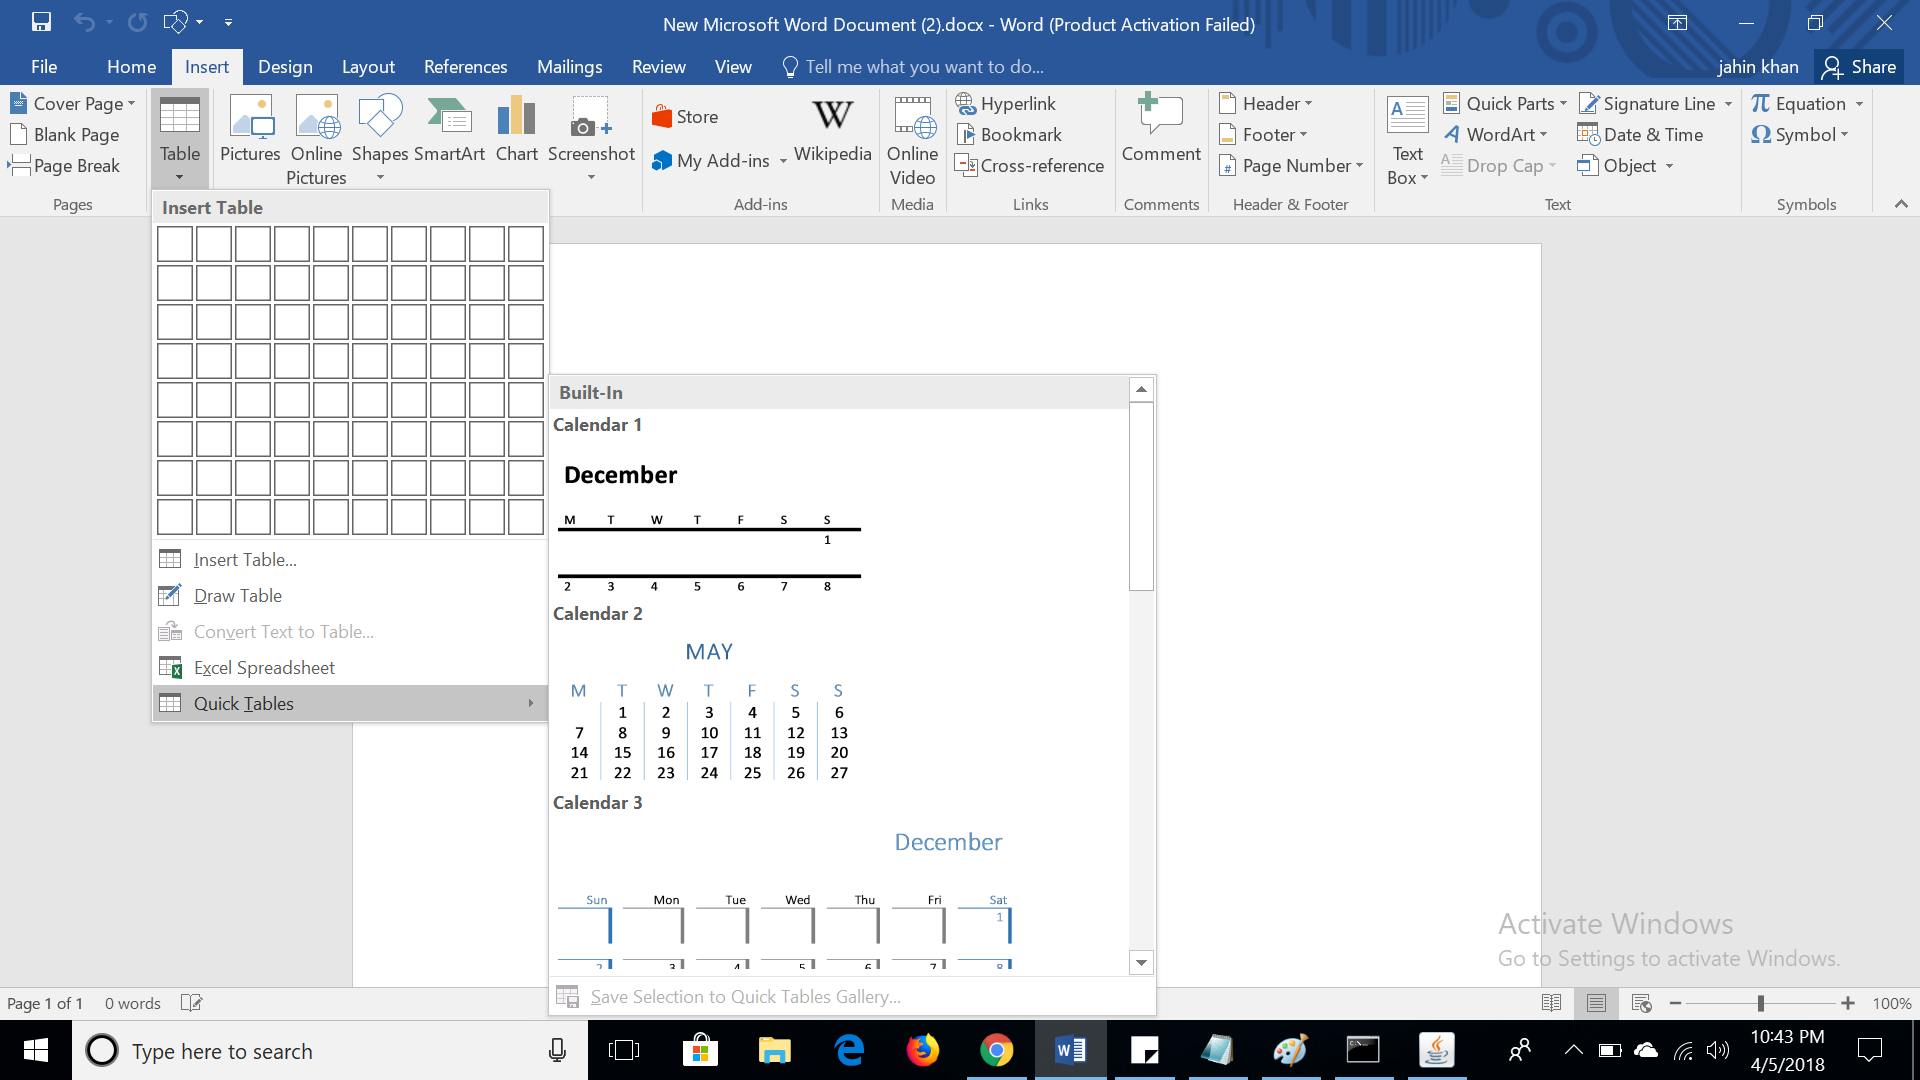 New Microsoft Word Document (2).docx - Word (Product Activation Failed)
File Home Insert Design Layout References Mailings Review View Tell me what you want to do... jahin khan Share
Cover Page
Blank Page
Page Break
Pages
Table
Pictures
Online Pictures
Shapes
SmartArt
Chart
Screenshot
Store
My Add-ins
W
Wikipedia
Add-ins
Online Video
Media
Hyperlink
Bookmark
Cross-reference
Links
Comment
Comments
Header
Footer
Page Number
Header & Footer
Text Box
Quick Parts
WordArt
Drop Cap
Signature Line
Date & Time
Object
Text
Equation
Symbol
Symbols
Insert Table
Insert Table...
Draw Table
Convert Text to Table...
Excel Spreadsheet
Quick Tables
Built-In
Calendar 1
December
M T W T F S S
1
2 3 4 5 6 7 8
Calendar 2
MAY
M T W T F S S
1 2 3 4 5 6
7 8 9 10 11 12 13
14 15 16 17 18 19 20
21 22 23 24 25 26 27
Calendar 3
December
Sun Mon Tue Wed Thu Fri Sat
1
2 3 4 5 6 7 8
Save Selection to Quick Tables Gallery...
Activate Windows
Go to Settings to activate Windows.
Page 1 of 1 0 words 100%
Type here to search
10:43 PM
4/5/2018